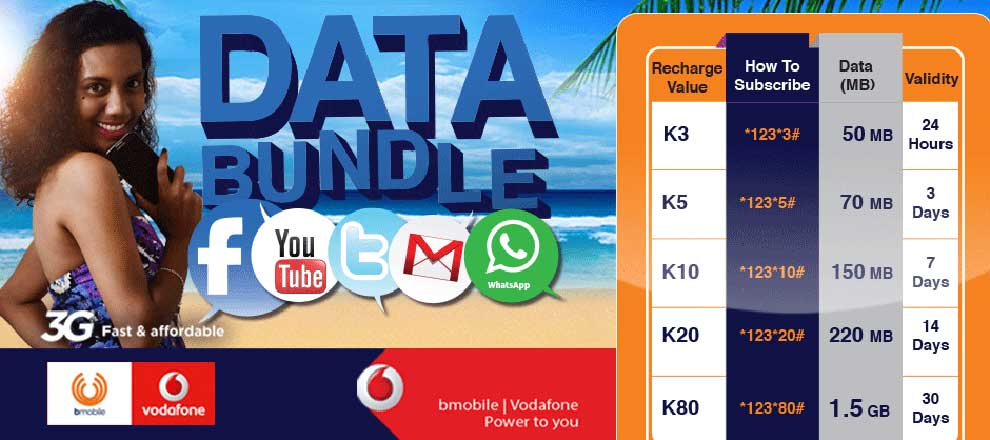 DATA
BUNDLE
f
You
Tube
t
M
WhatsApp
3G Fast & affordable
bmobile
vodafone
bmobile | Vodafone
Power to you
Recharge Value
How To Subscribe
Data (MB)
Validity
K3 *123*3# 50 MB 24 Hours
K5 *123*5# 70 MB 3 Days
K10 *123*10# 150 MB 7 Days
K20 *123*20# 220 MB 14 Days
K80 *123*80# 1.5 GB 30 Days